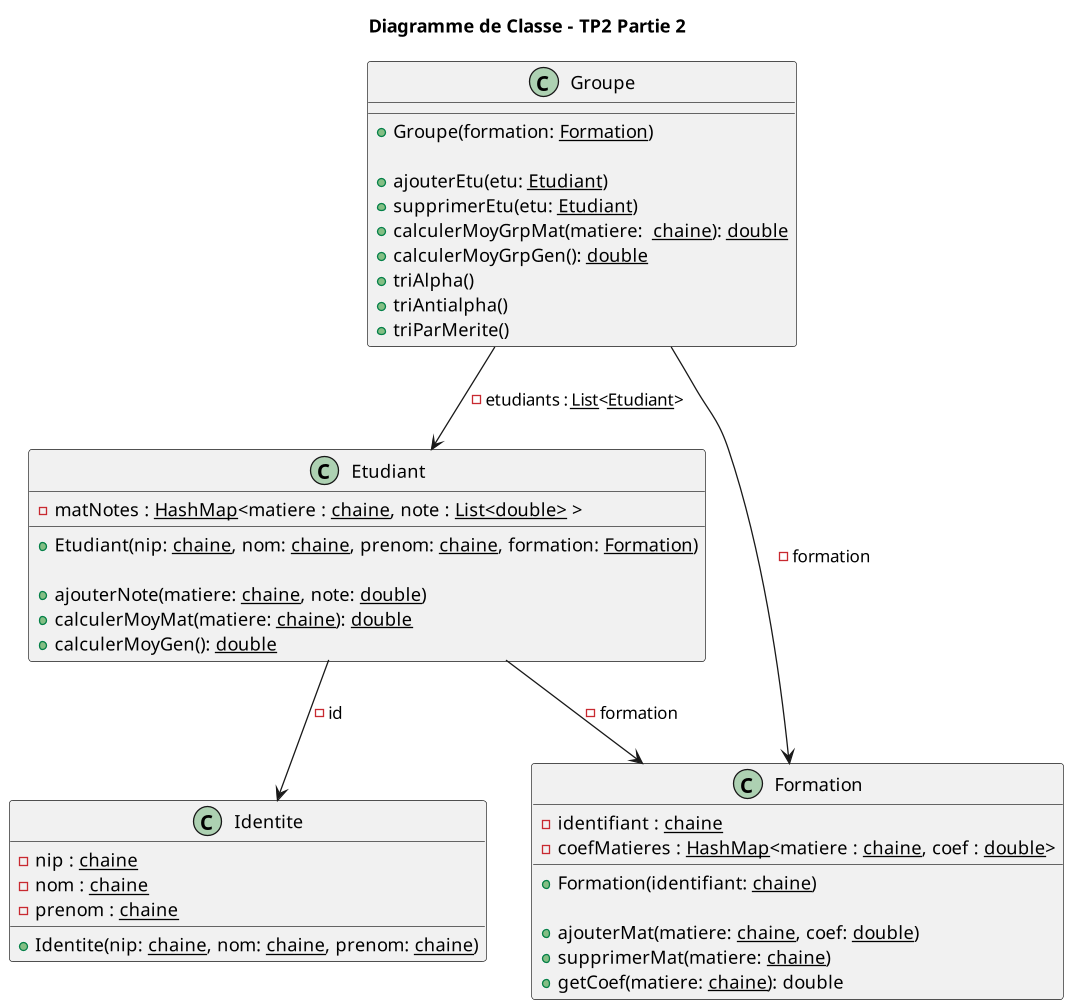 Diagramme de Classe - TP2 Partie 2
C Groupe
Groupe(formation: Formation)
ajouterEtu(etu: Etudiant)
supprimerEtu(etu: Etudiant)
calculerMoyGrpMat(matiere:  chaine): double
calculerMoyGrpGen(): double
triAlpha()
triAntialpha()
triParMerite()
etudiants : List<Etudiant>
C Etudiant
matNotes : HashMap<matiere : chaine, note : List<double> >
Etudiant(nip: chaine, nom: chaine, prenom: chaine, formation: Formation)
ajouterNote(matiere: chaine, note: double)
calculerMoyMat(matiere: chaine): double
calculerMoyGen(): double
formation
id
formation
C Identite
nip : chaine
nom : chaine
prenom : chaine
Identite(nip: chaine, nom: chaine, prenom: chaine)
C Formation
identifiant : chaine
coefMatieres : HashMap<matiere : chaine, coef : double>
Formation(identifiant: chaine)
ajouterMat(matiere: chaine, coef: double)
supprimerMat(matiere: chaine)
getCoef(matiere: chaine): double